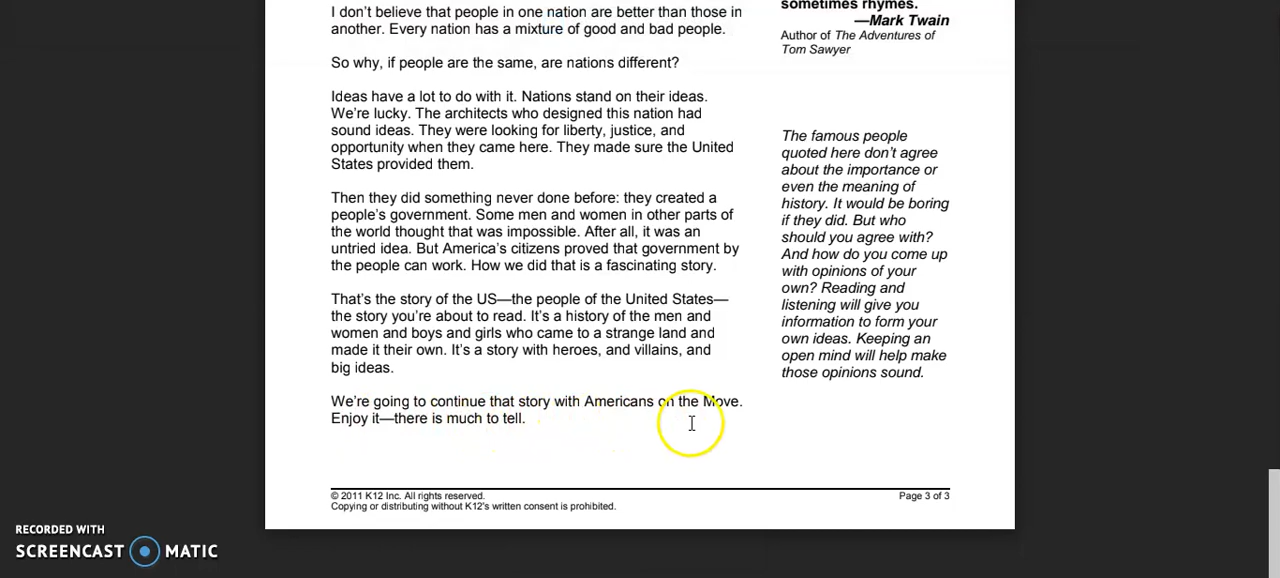 I don't believe that people in one nation are better than those in
another. Every nation has a mixture of good and bad people.
So why, if people are the same, are nations different?
Ideas have a lot to do with it. Nations stand on their ideas.
We're lucky. The architects who designed this nation had
sound ideas. They were looking for liberty, justice, and
opportunity when they came here. They made sure the United
States provided them.
Then they did something never done before: they created a
people's government. Some men and women in other parts of
the world thought that was impossible. After all, it was an
untried idea. But America's citizens proved that government by
the people can work. How we did that is a fascinating story.
That's the story of the US—the people of the United States—
the story you're about to read. It's a history of the men and
women and boys and girls who came to a strange land and
made it their own. It's a story with heroes, and villains, and
big ideas.
We're going to continue that story with Americans on the Move.
Enjoy it—there is much to tell.
sometimes rhymes.
—Mark Twain
Author of The Adventures of
Tom Sawyer
The famous people
quoted here don't agree
about the importance or
even the meaning of
history. It would be boring
if they did. But who
should you agree with?
And how do you come up
with opinions of your
own? Reading and
listening will give you
information to form your
own ideas. Keeping an
open mind will help make
those opinions sound.
© 2011 K12 Inc. All rights reserved.
Copying or distributing without K12's written consent is prohibited.
Page 3 of 3
RECORDED WITH
SCREENCAST MATIC